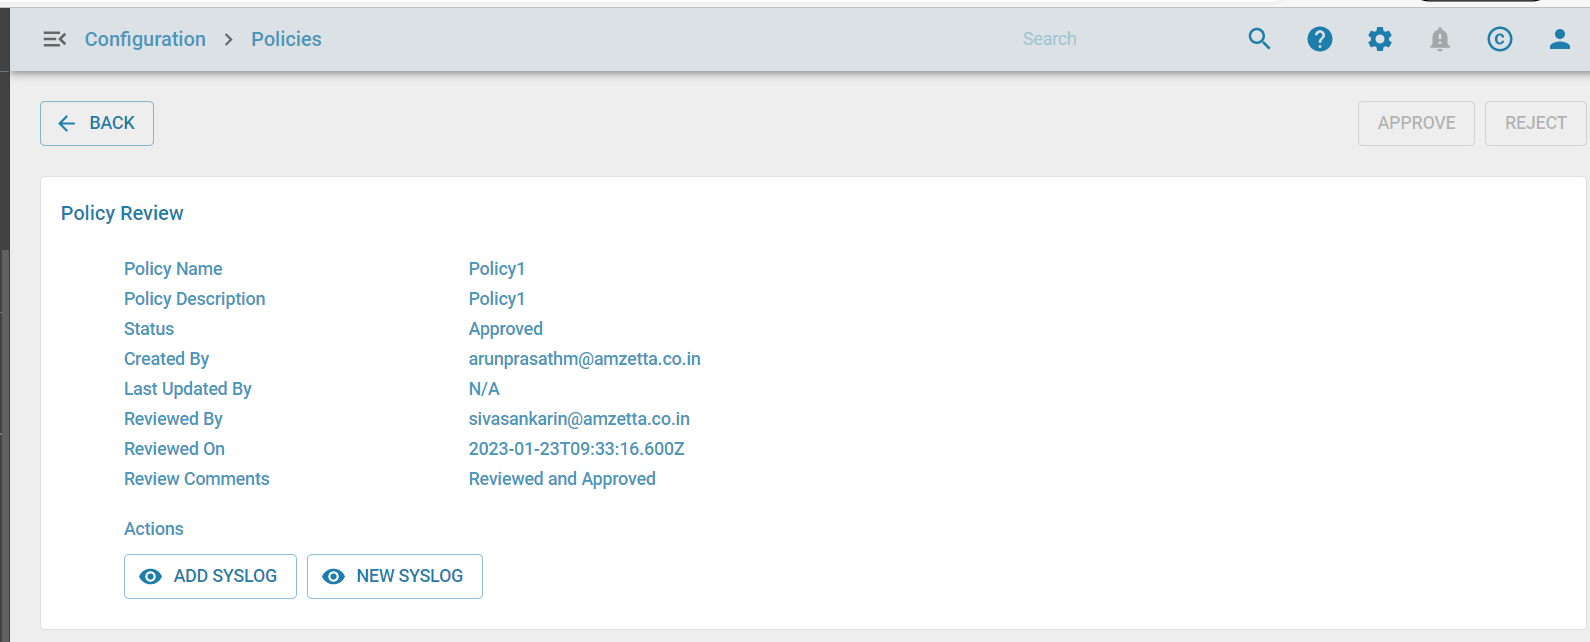 Configuration > Policies Search
BACK APPROVE REJECT
Policy Review
Policy Name Policy1
Policy Description Policy1
Status Approved
Created By arunprasathm@amzetta.co.in
Last Updated By N/A
Reviewed By sivasankarin@amzetta.co.in
Reviewed On 2023-01-23T09:33:16.600Z
Review Comments Reviewed and Approved
Actions
ADD SYSLOG NEW SYSLOG